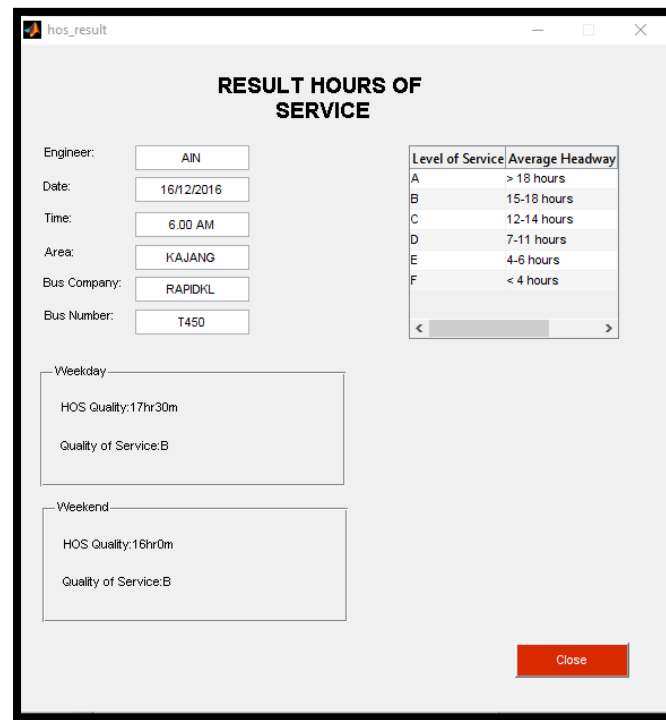 hos_result
RESULT HOURS OF
SERVICE
Engineer: AIN
Date: 16/12/2016
Time: 6.00 AM
Area: KAJANG
Bus Company: RAPIDKL
Bus Number: T450
Level of Service Average Headway
A > 18 hours
B 15-18 hours
C 12-14 hours
D 7-11 hours
E 4-6 hours
F < 4 hours
Weekday
HOS Quality:17hr30m
Quality of Service:B
Weekend
HOS Quality:16hr0m
Quality of Service:B
Close